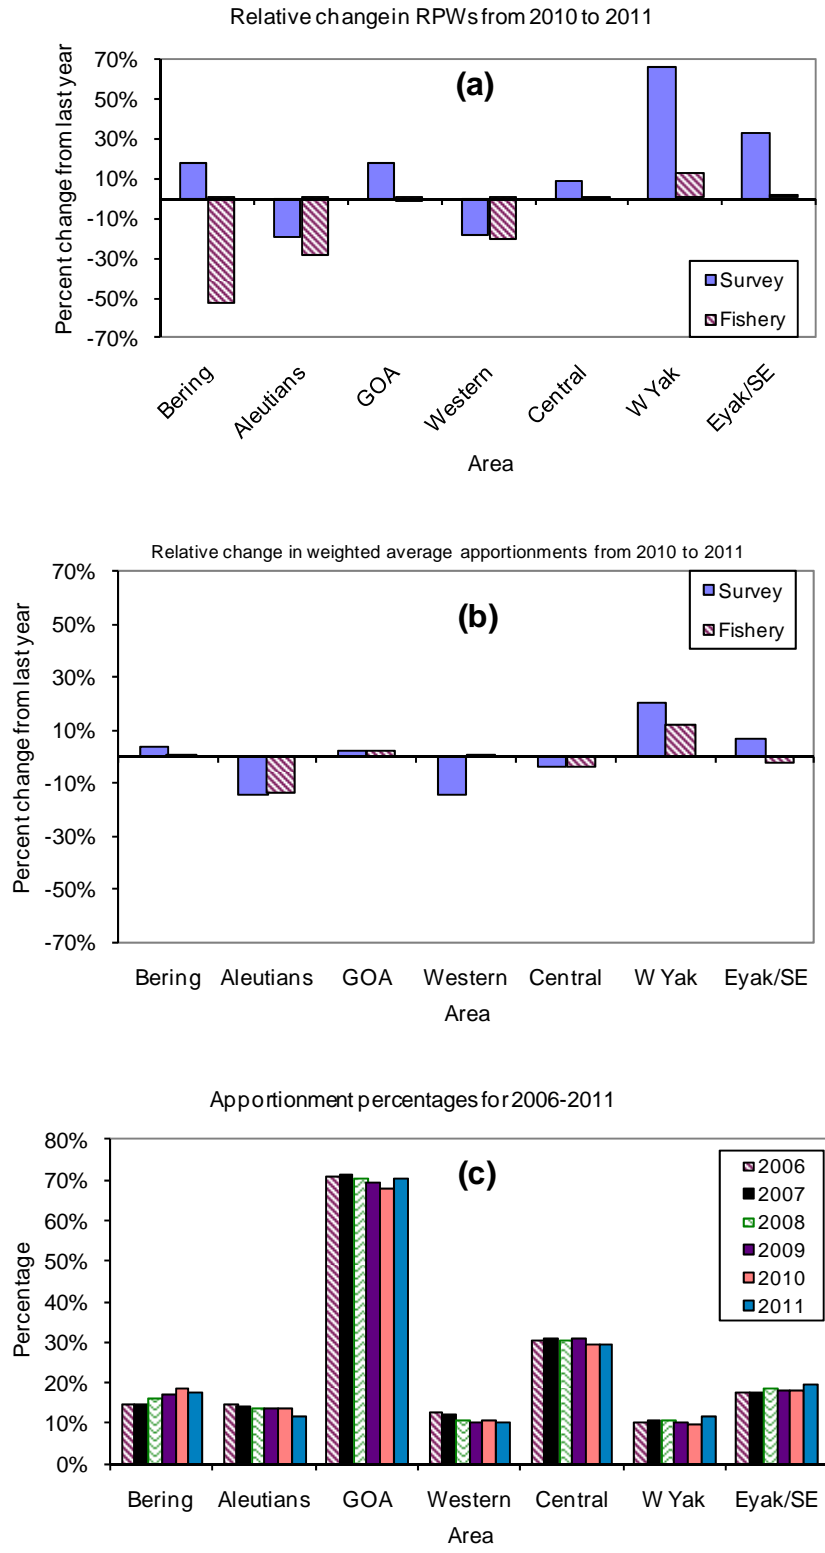 Relative change in RPWs from 2010 to 2011
(a)
Percent change from last year
70%
50%
30%
10%
-10%
-30%
-50%
-70%
Survey
Fishery
Bering
Aleutians
GOA
Western
Central
W Yak
Eyak/SE
Area
Relative change in weighted average apportionments from 2010 to 2011
(b)
Percent change from last year
70%
50%
30%
10%
-10%
-30%
-50%
-70%
Survey
Fishery
Bering Aleutians GOA Western Central W Yak Eyak/SE
Area
Apportionment percentages for 2006-2011
(c)
Percentage
80%
70%
60%
50%
40%
30%
20%
10%
0%
2006
2007
2008
2009
2010
2011
Bering Aleutians GOA Western Central W Yak Eyak/SE
Area